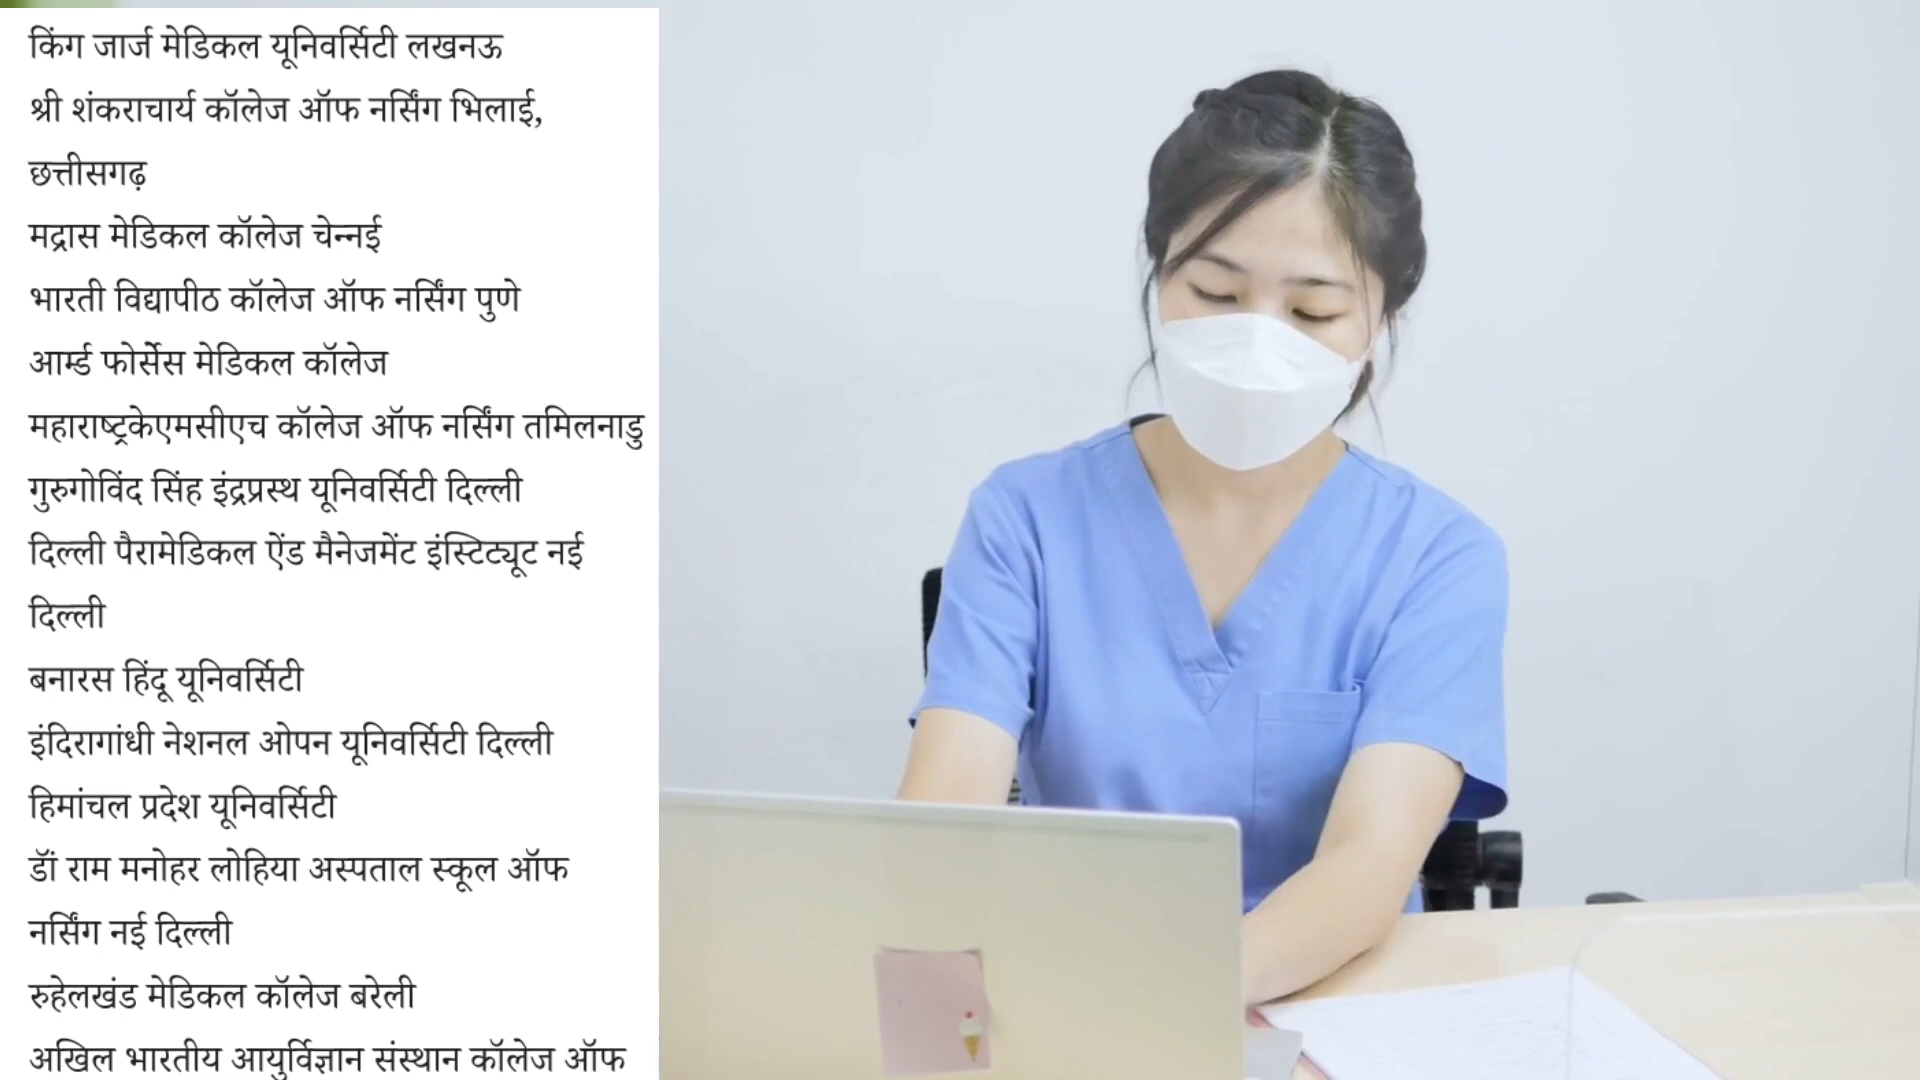 किंग जार्ज मेडिकल यूनिवर्सिटी लखनऊ
श्री शंकराचार्य कॉलेज ऑफ नर्सिंग भिलाई,
छत्तीसगढ़
मद्रास मेडिकल कॉलेज चेन्नई
भारती विद्यापीठ कॉलेज ऑफ नर्सिंग पुणे
आर्म्ड फोर्सेस मेडिकल कॉलेज
महाराष्ट्रकेएमसीएच कॉलेज ऑफ नर्सिंग तमिलनाडु
गुरुगोविंद सिंह इंद्रप्रस्थ यूनिवर्सिटी दिल्ली
दिल्ली पैरामेडिकल ऐंड मैनेजमेंट इंस्टिट्यूट नई
दिल्ली
बनारस हिंदू यूनिवर्सिटी
इंदिरागांधी नेशनल ओपन यूनिवर्सिटी दिल्ली
हिमांचल प्रदेश यूनिवर्सिटी
डॉं राम मनोहर लोहिया अस्पताल स्कूल ऑफ
नर्सिंग नई दिल्ली
रुहेलखंड मेडिकल कॉलेज बरेली
अखिल भारतीय आयुर्विज्ञान संस्थान कॉलेज ऑफ